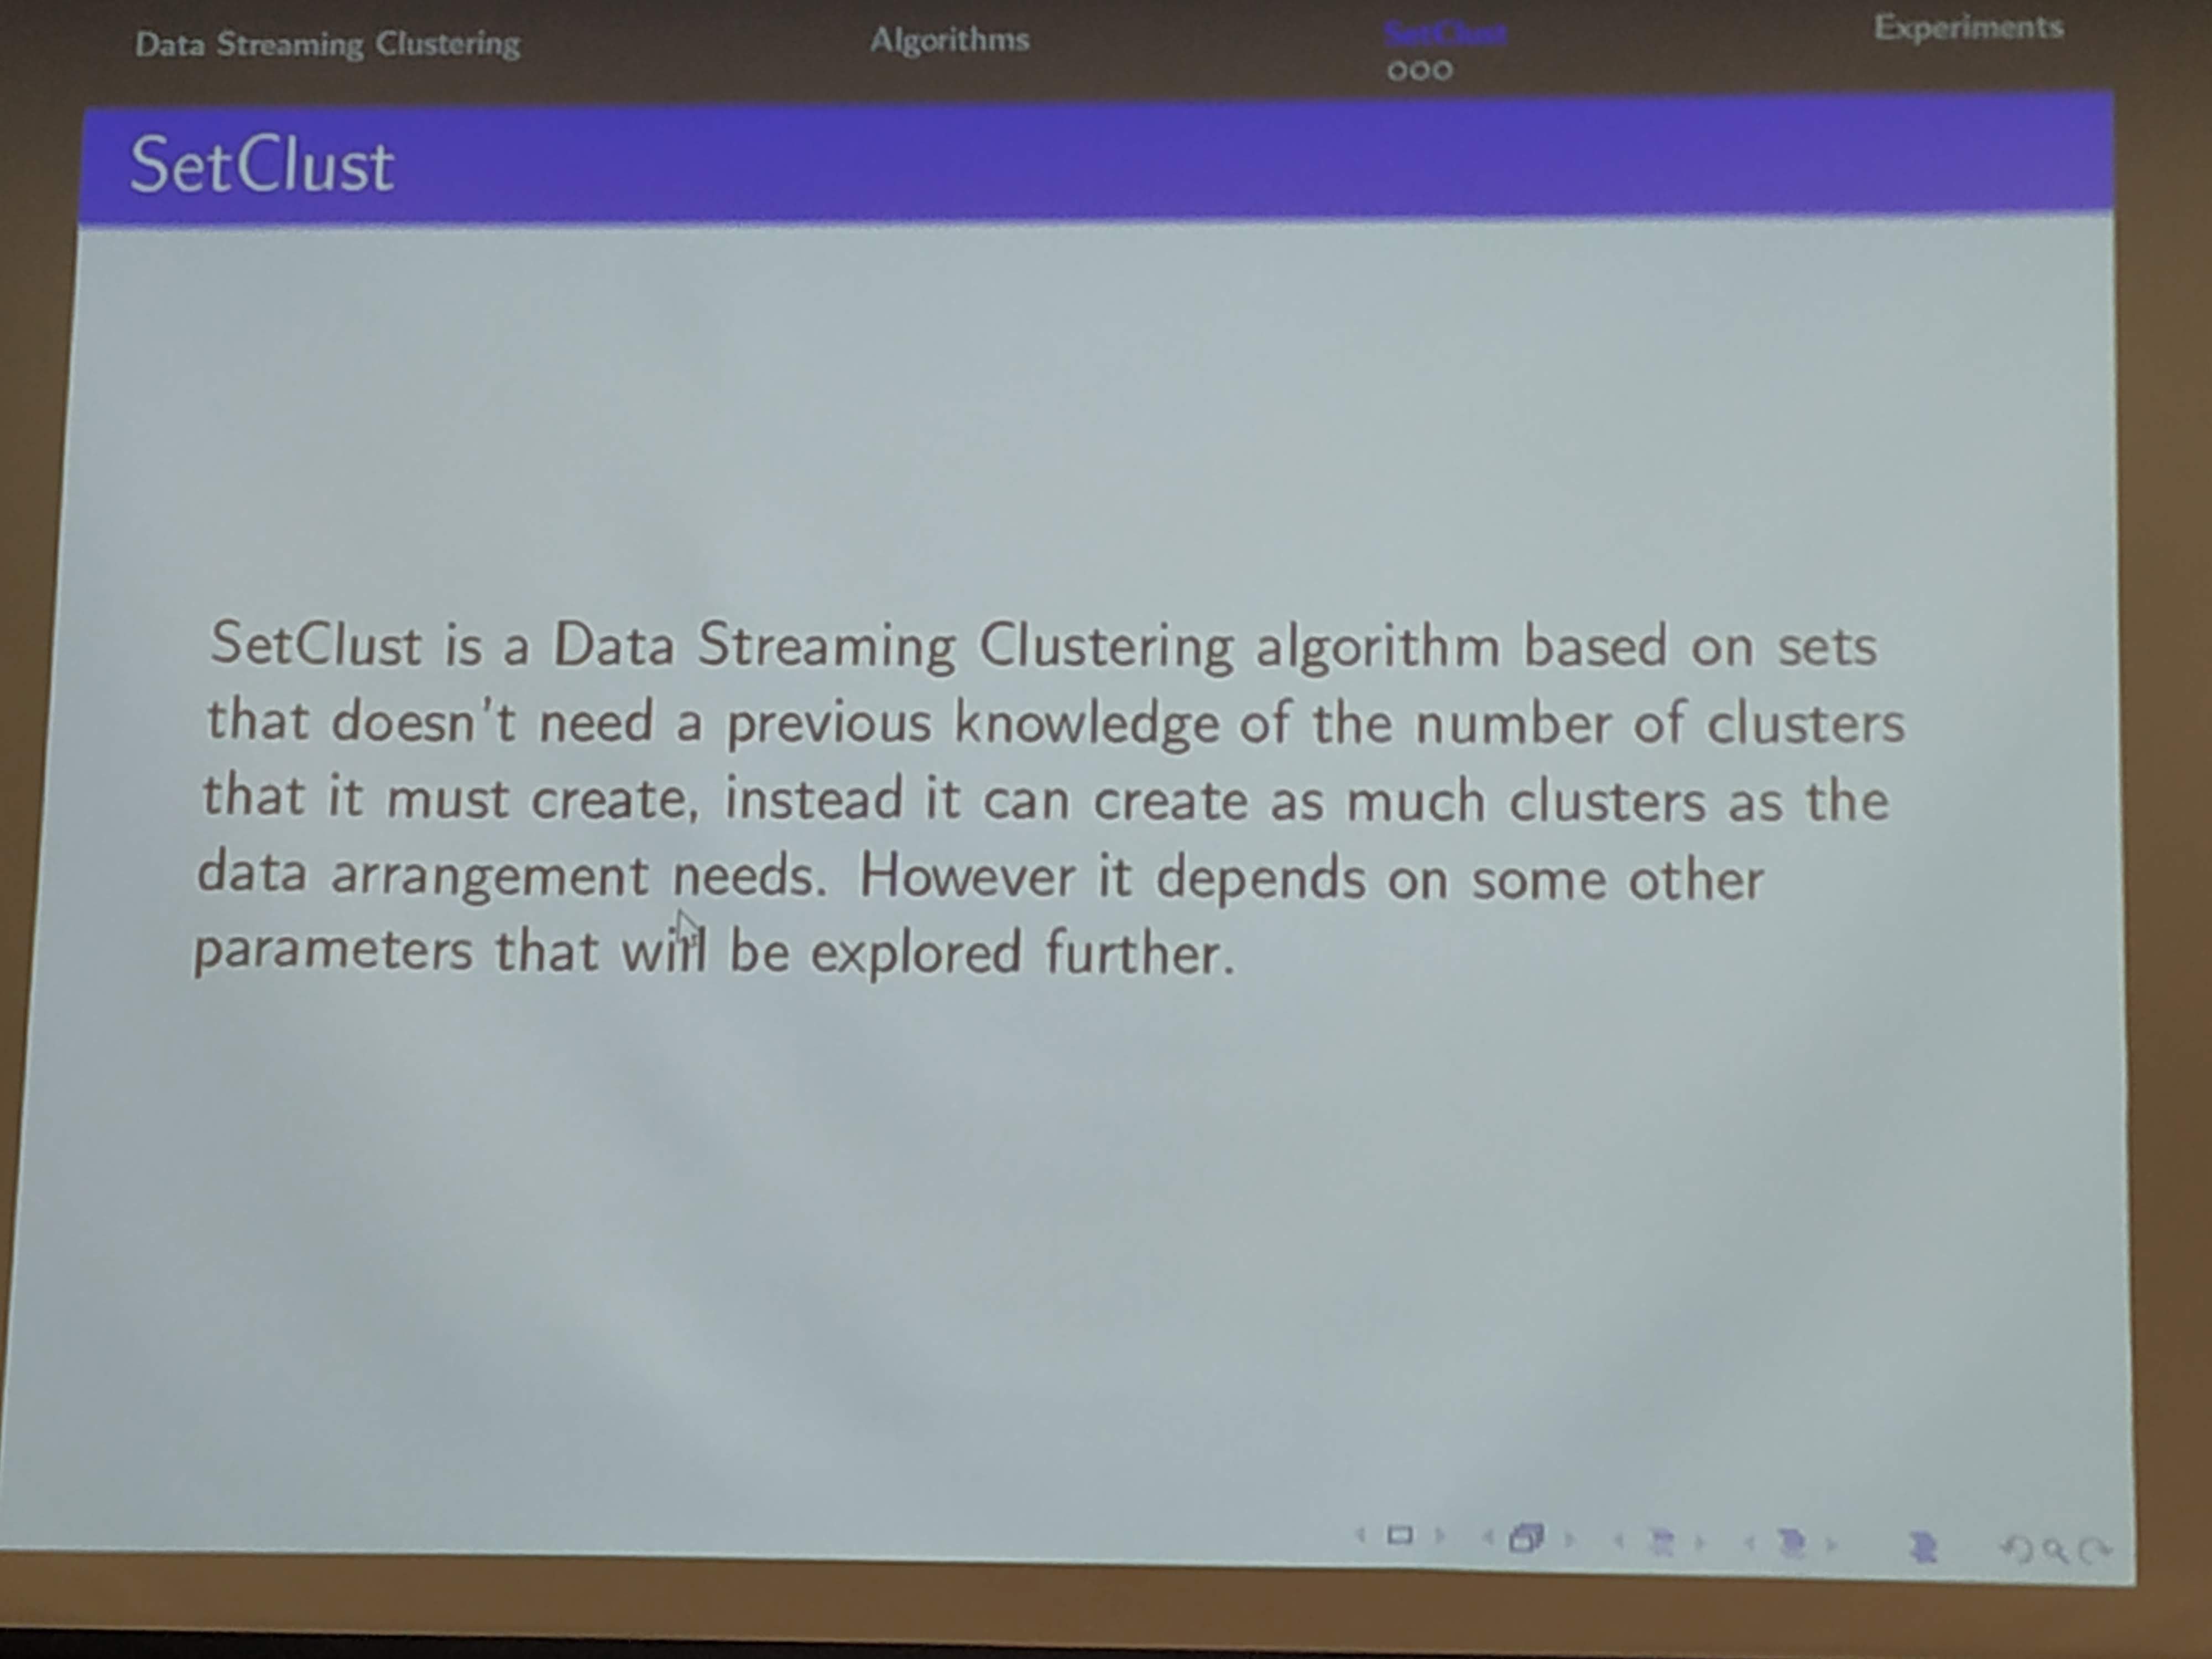 Data Streaming Clustering
Algorithms
SetClust
Experiments
SetClust
SetClust is a Data Streaming Clustering algorithm based on sets
that doesn't need a previous knowledge of the number of clusters
that it must create, instead it can create as much clusters as the
data arrangement needs. However it depends on some other
parameters that will be explored further.